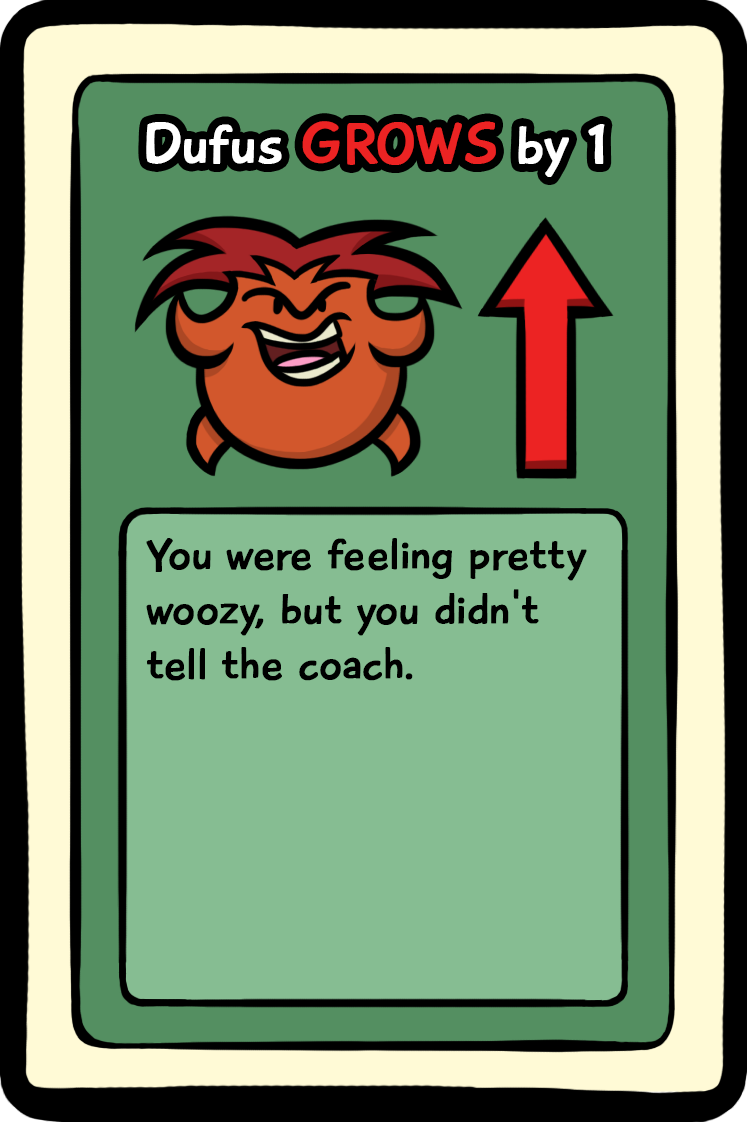 Dufus GROWS by 1
You were feeling pretty
woozy, but you didn't
tell the coach.